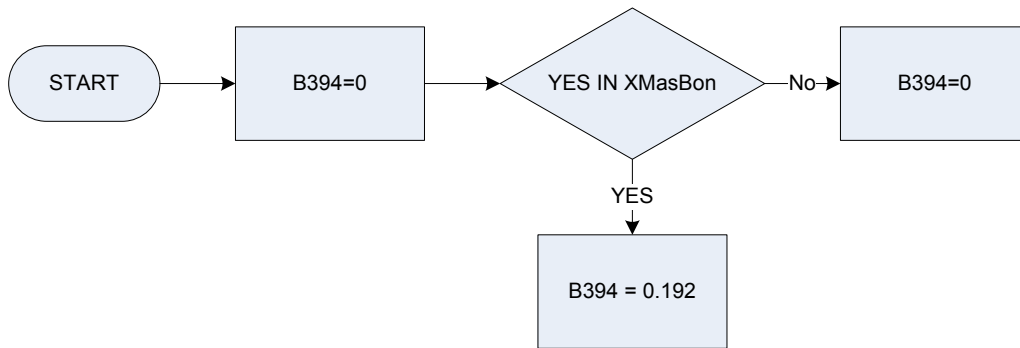 START
B394=0
YES IN XMasBon
No
B394=0
YES
B394 = 0.192